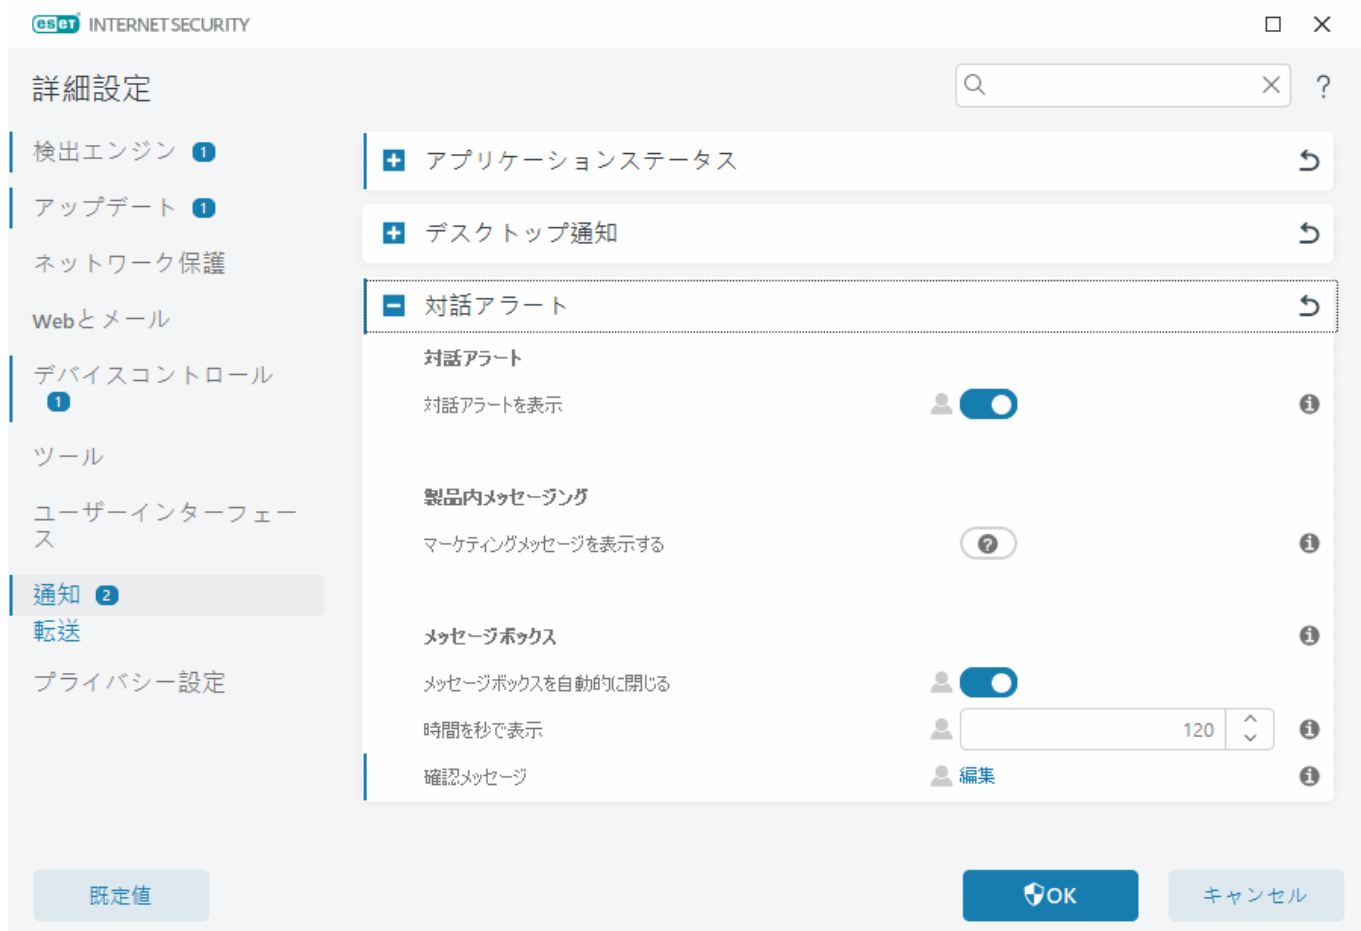 eset INTERNET SECURITY
詳細設定
?
検出エンジン 1
アップデート 1
ネットワーク保護
Webとメール
デバイスコントロール
1
ツール
ユーザーインターフェー
ス
通知 2
転送
プライバシー設定
アプリケーションステータス
デスクトップ通知
対話アラート
対話アラート
対話アラートを表示
製品内メッセージング
マーケティングメッセージを表示する
メッセージボックス
メッセージボックスを自動的に閉じる
時間を秒で表示 120
確認メッセージ 編集
既定値
OK
キャンセル